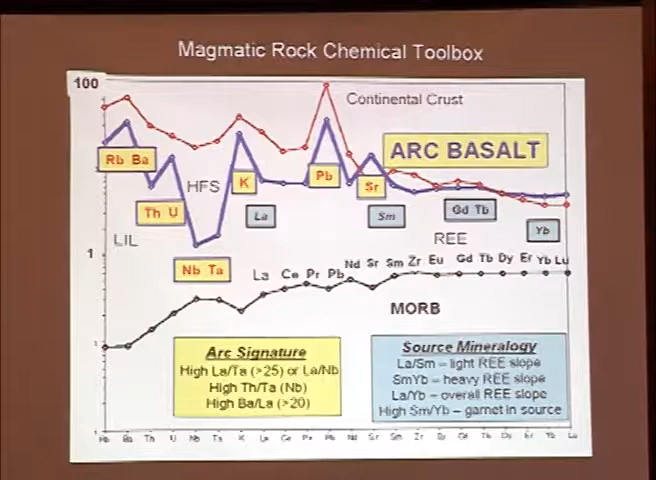 Magmatic Rock Chemical Toolbox
100
Continental Crust
ARC BASALT
Rb Ba
HFS
K
Pb
Sr
Th U
La
Sm
Gd Tb
Yb
LIL
REE
1
Nb Ta
La Ce Pr Pb Nd Sr Sm Zr Eu Gd Tb Dy Er Yb Lu
MORB
Arc Signature
High La/Ta (>25) or La/Nb
High Th/Ta (Nb)
High Ba/La (>20)
Source Mineralogy
La/Sm – light REE slope
SmYb – heavy REE slope
La/Yb – overall REE slope
High Sm/Yb – garnet in source
Rb Ba Th U Nb Ta K La Ce Pr Pb Nd Sr Sm Zr Eu Gd Tb Dy Er Yb Lu